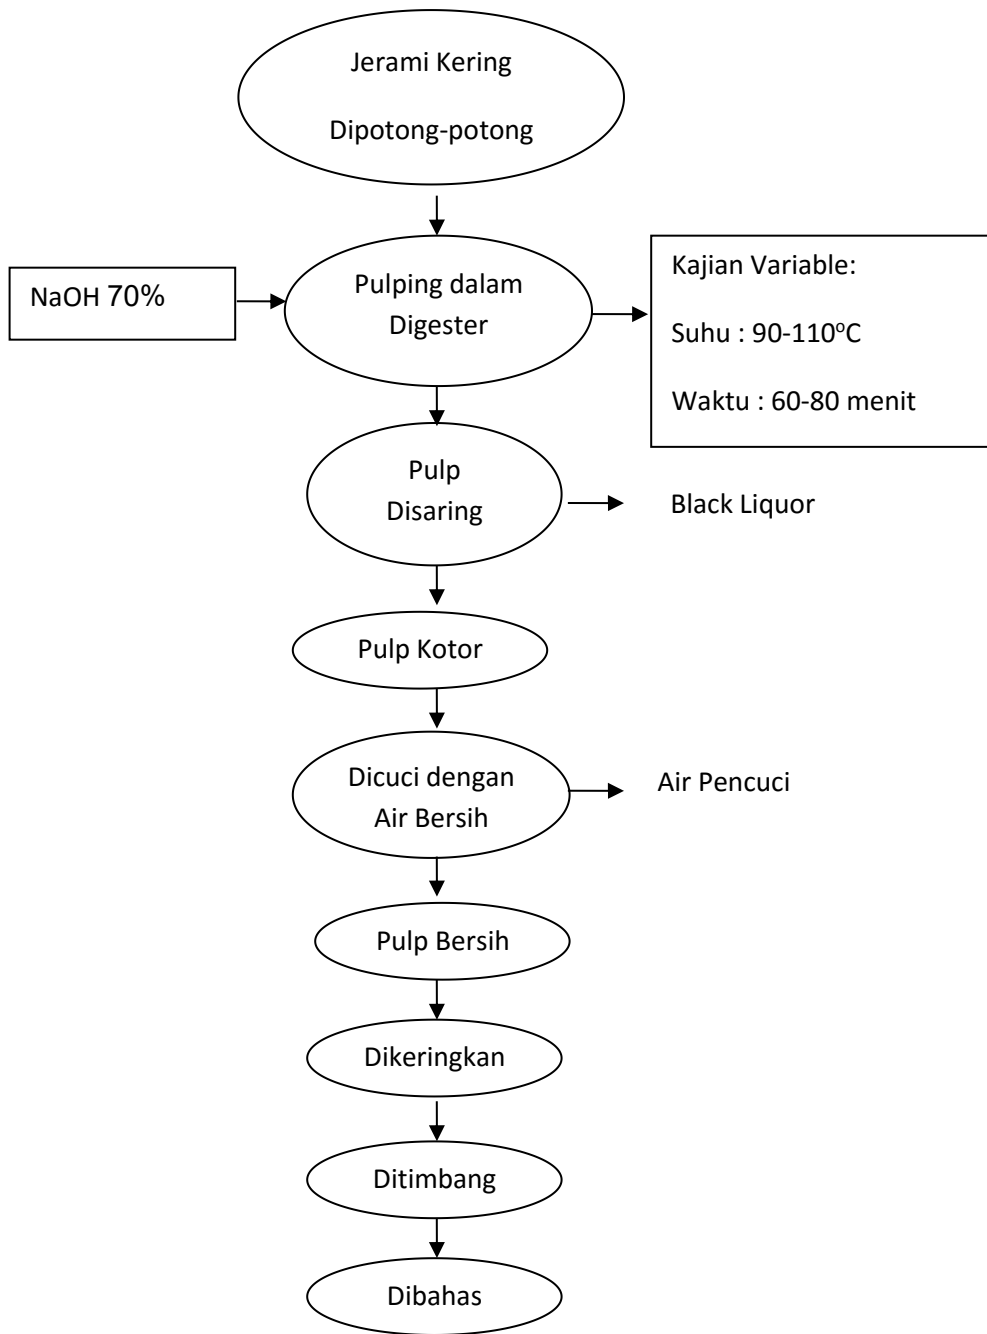 Jerami Kering
Dipotong-potong
NaOH 70%
Pulping dalam
Digester
Kajian Variable:
Suhu : 90-110°C
Waktu : 60-80 menit
Pulp
Disaring
Black Liquor
Pulp Kotor
Dicuci dengan
Air Bersih
Air Pencuci
Pulp Bersih
Dikeringkan
Ditimbang
Dibahas